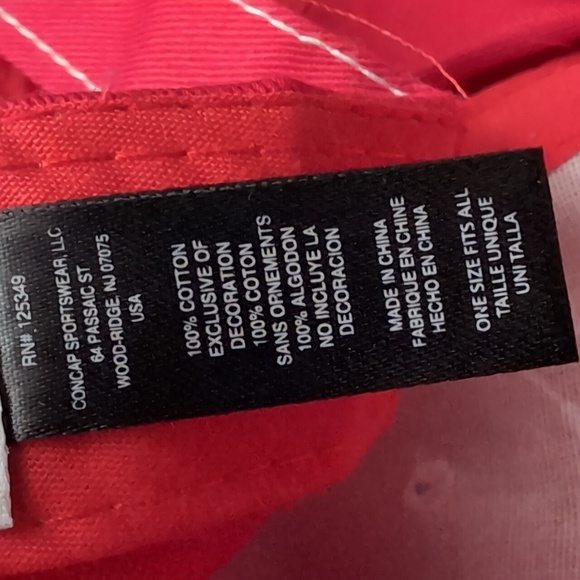 ONE SIZE FITS ALL
TAILLE UNIQUE
UNI TALLA
MADE IN CHINA
FABRIQUE EN CHINE
HECHO EN CHINA
100% COTTON
EXCLUSIVE OF
DECORATION
100% COTON
SANS ORNEMENTS
100% ALGODON
NO INCLUYE LA
DECORACION
CONCAP SPORTSWEAR, LLC
64 PASSAIC ST
WOOD-RIDGE, NJ 07075
USA
RN#: 125349